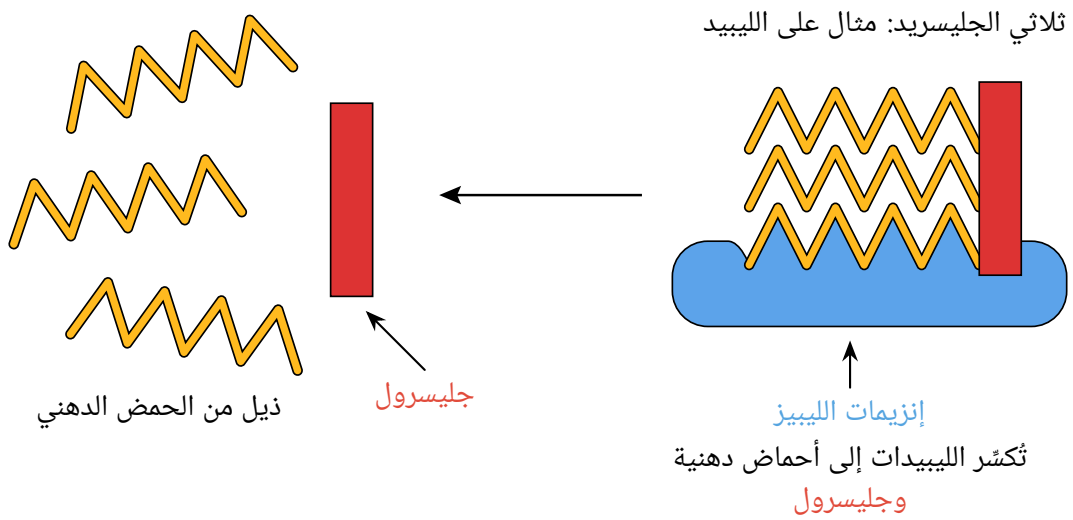 ثلاثي الجليسريد: مثال على الليبيد
إنزيمات الليبيز
تُكسِّر الليبيدات إلى أحماض دهنية
وجليسرول
جليسرول
ذيل من الحمض الدهني